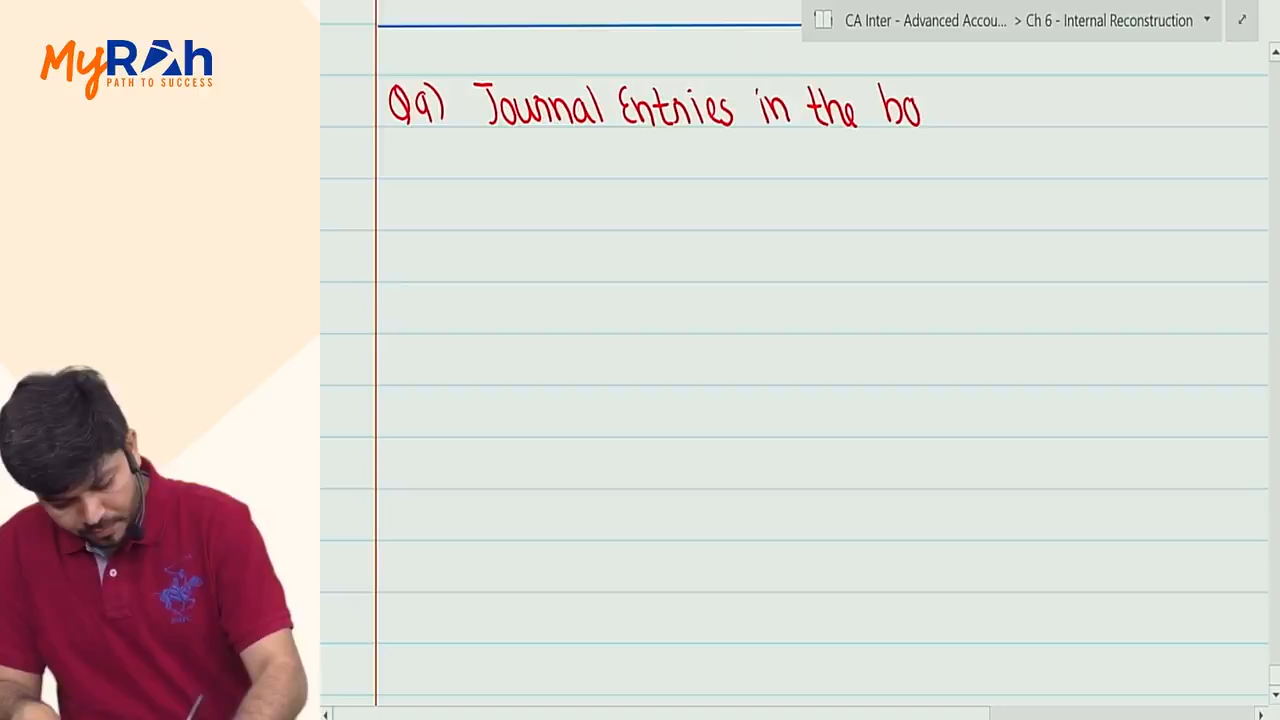 MyRAh
PATH TO SUCCESS
CA Inter - Advanced Accou... > Ch 6 - Internal Reconstruction
Q9) Journal Entries in the bo